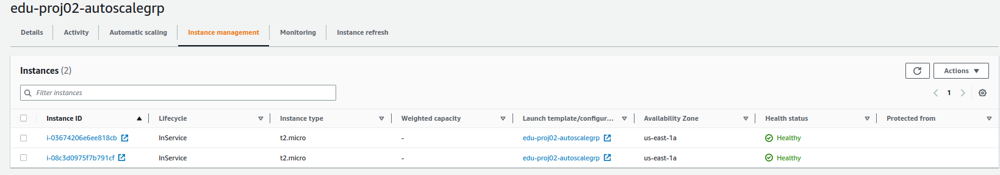 edu-proj02-autoscalegrp
Details Activity Automatic scaling Instance management Monitoring Instance refresh
Instances (2)
Actions
Filter instances
1
Instance ID Lifecycle Instance type Weighted capacity Launch template/configur... Availability Zone Health status Protected from
i-03674206e6ee818cb InService t2.micro - edu-proj02-autoscalegrp us-east-1a Healthy
i-08c3d0975f7b791cf InService t2.micro - edu-proj02-autoscalegrp us-east-1a Healthy